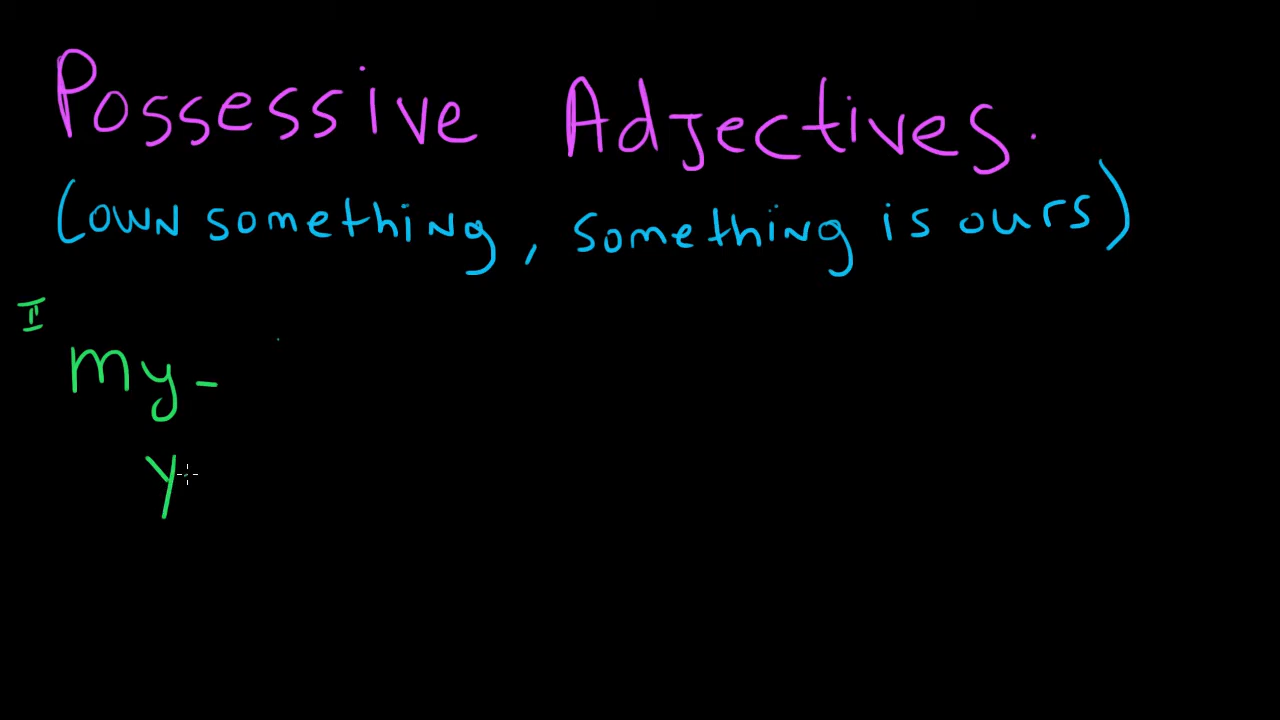 Possessive Adjectives.
(own something, something is ours)
I
my -
y